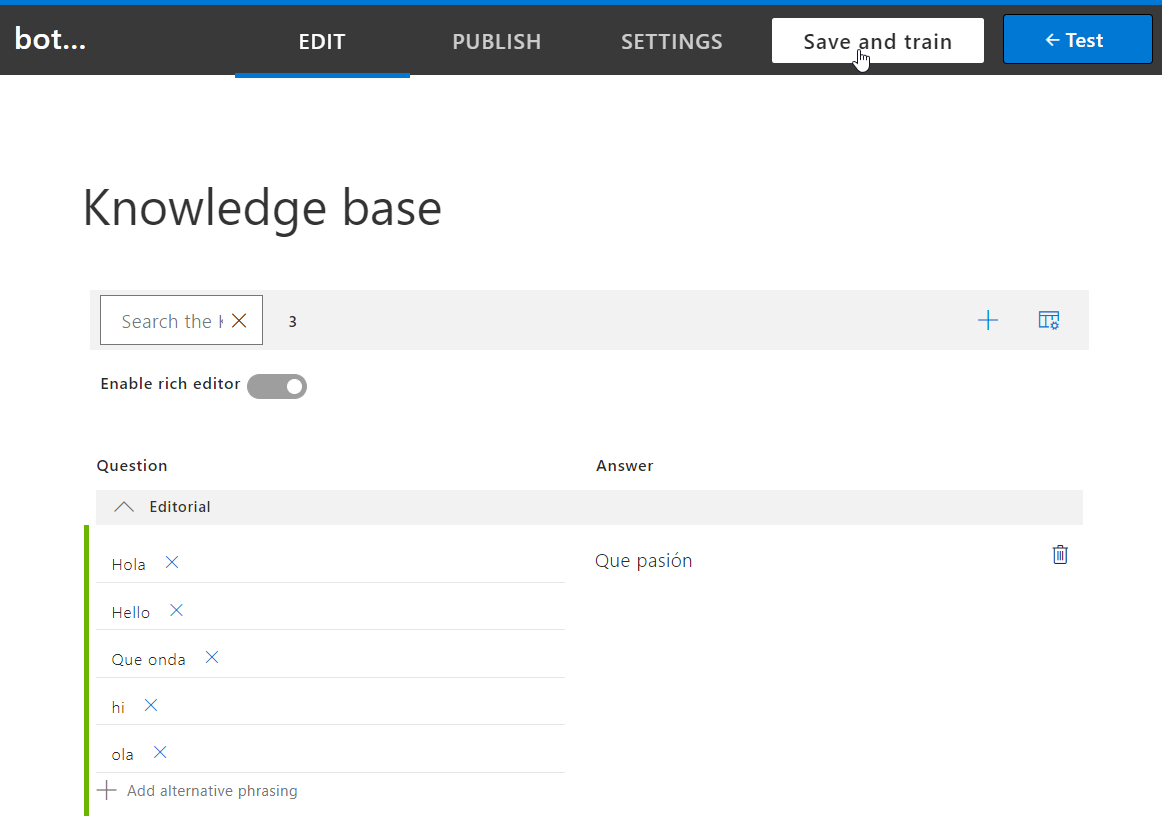 bot... EDIT PUBLISH SETTINGS Save and train ← Test
Knowledge base
Search the 3
Enable rich editor
Question Answer
Editorial
Hola Que pasión
Hello
Que onda
hi
ola
Add alternative phrasing